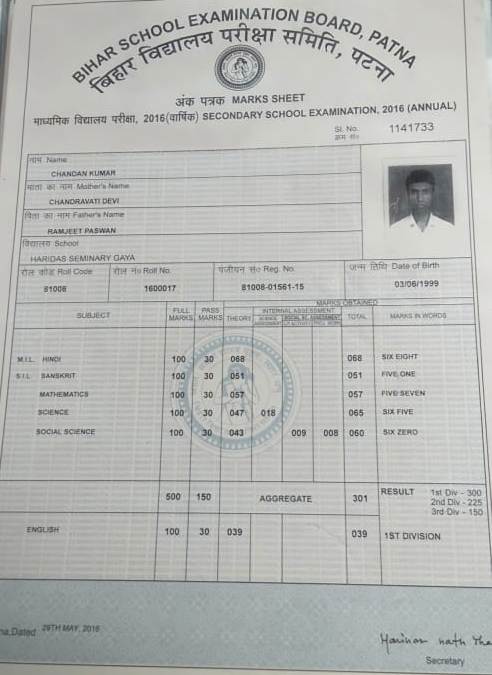 BIHAR SCHOOL EXAMINATION BOARD, PATNA
बिहार विद्यालय परीक्षा समिति, पटना
अंक पत्रक MARKS SHEET
माध्यमिक विद्यालय परीक्षा, 2016(वार्षिक) SECONDARY SCHOOL EXAMINATION, 2016 (ANNUAL)
Sl. No. 1141733
क्रम सं०
नाम Name
CHANDAN KUMAR
माता का नाम Mother's Name
CHANDRAVATI DEVI
पिता का नाम Father's Name
RAMJEET PASWAN
विद्यालय School
HARIDAS SEMINARY GAYA
रोल कोड Roll Code रोल नं० Roll No. पंजीयन सं० Reg. No. जन्म तिथि Date of Birth
81008 1600017 81008-01561-15 03/06/1999
MARKS OBTAINED
SUBJECT FULL MARKS PASS MARKS THEORY INTERNAL ASSESSMENT TOTAL MARKS IN WORDS
M.I.L. HINDI 100 30 068 068 SIX EIGHT
S.I.L. SANSKRIT 100 30 051 051 FIVE ONE
MATHEMATICS 100 30 057 057 FIVE SEVEN
SCIENCE 100 30 047 018 065 SIX FIVE
SOCIAL SCIENCE 100 30 043 009 008 060 SIX ZERO
500 150 AGGREGATE 301 RESULT 1st Div - 300
2nd Div - 225
3rd Div - 150
ENGLISH 100 30 039 039 1ST DIVISION
Dated 29TH MAY, 2016
Secretary